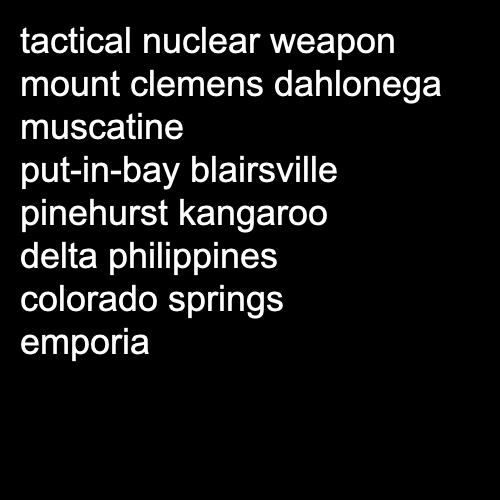 tactical nuclear weapon
mount clemens dahlonega
muscatine
put-in-bay blairsville
pinehurst kangaroo
delta philippines
colorado springs
emporia